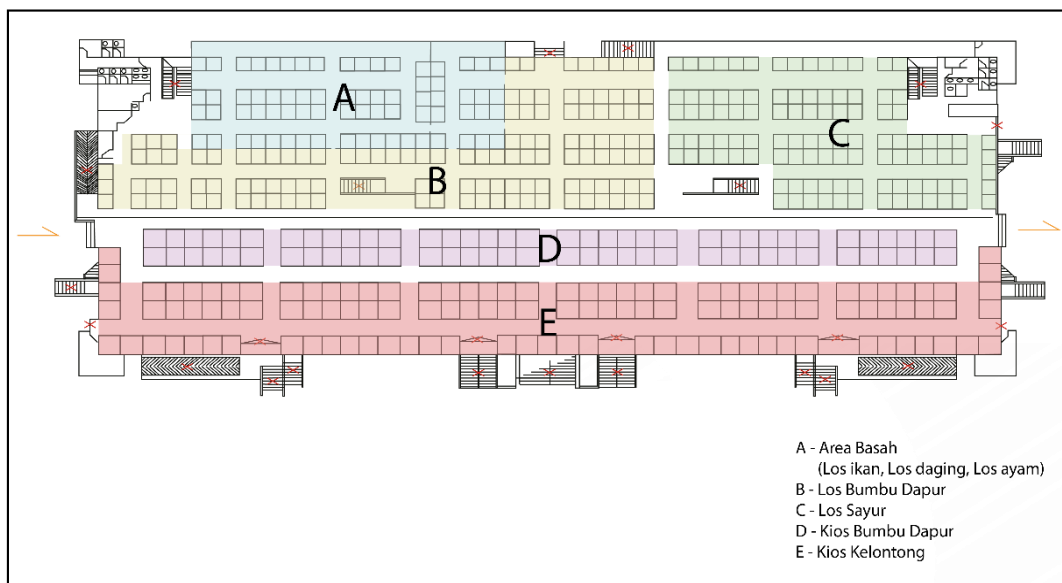 A
B
C
D
E
A - Area Basah
(Los ikan, Los daging, Los ayam)
B - Los Bumbu Dapur
C - Los Sayur
D - Kios Bumbu Dapur
E - Kios Kelontong